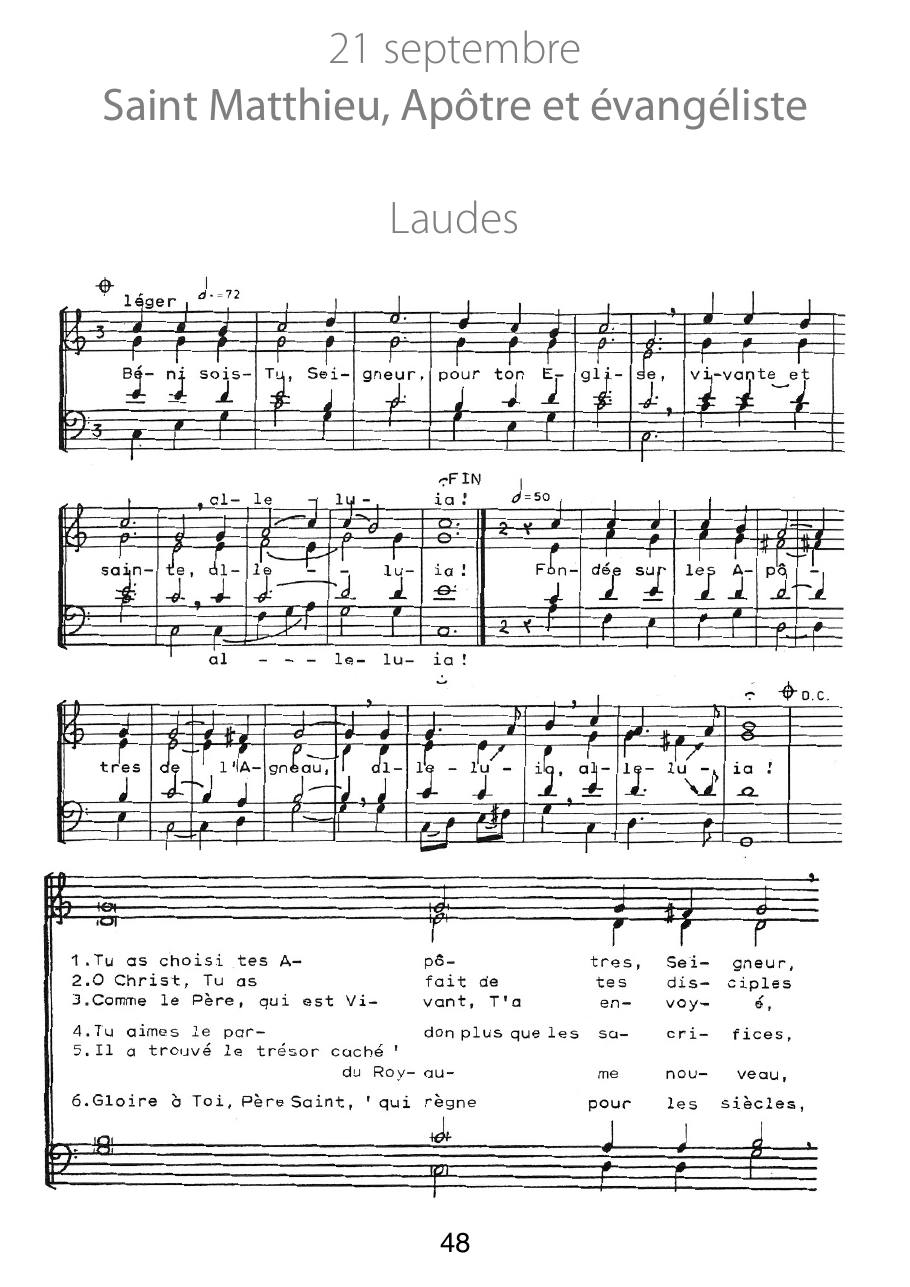 21 septembre
Saint Matthieu, Apôtre et évangéliste
Laudes
léger 𝅗𝅥. = 72
3
Bé- ni sois- Tu, Sei- gneur, pour ton E- gli- se, vi-vante et
3
al- le - lu- ia! FIN 𝅗𝅥=50
2
sain- te, al- le - - lu- ia! Fon- dée sur les A- pô -
2
al - - - le- lu- ia!
D.C.
tres de l'A- gneau, al- le - lu - ia, al- le- lu - ia !
1.Tu as choisi tes A- pô- tres, Sei- gneur,
2.O Christ, Tu as fait de tes dis- ciples
3.Comme le Père, qui est Vi- vant, T'a en- voy- é,
4.Tu aimes le par- don plus que les sa- cri- fices,
5.Il a trouvé le trésor caché '
du Roy- au- me nou- veau,
6.Gloire à Toi, Père Saint, ' qui règne pour les siècles,
48